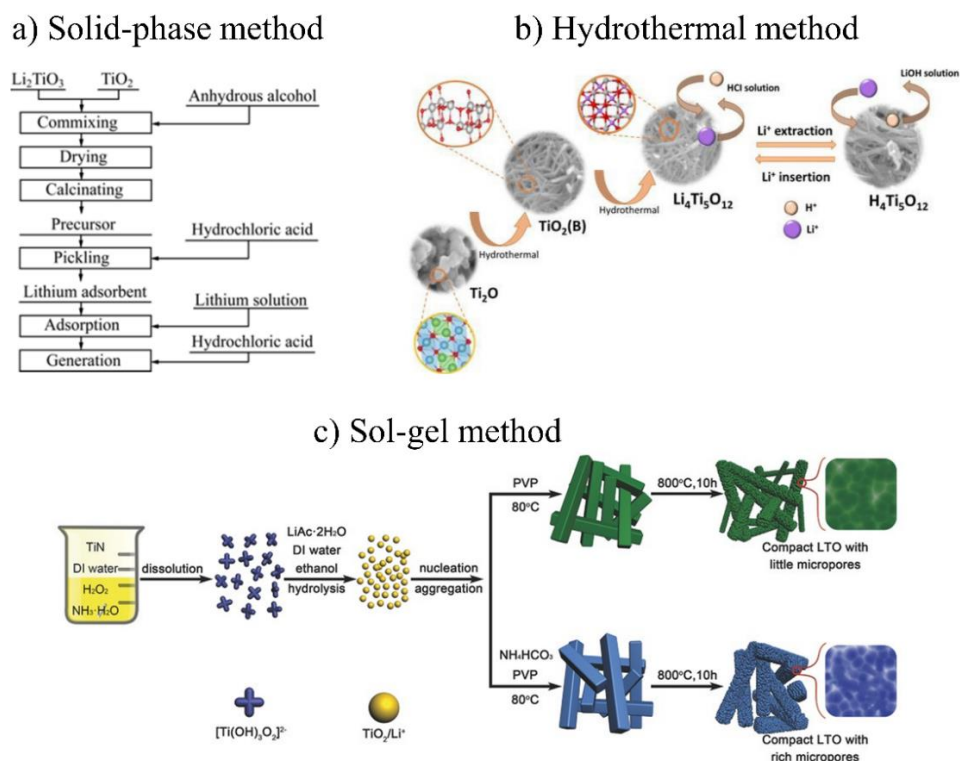 a) Solid-phase method
Li₂TiO₃
TiO₂
Anhydrous alcohol
Commixing
Drying
Calcinating
Precursor
Hydrochloric acid
Pickling
Lithium adsorbent
Lithium solution
Adsorption
Hydrochloric acid
Generation
b) Hydrothermal method
H⁺
HCl solution
Li⁺
LiOH solution
Li⁺
H⁺
Li⁺ extraction
Li⁺ insertion
Hydrothermal
Li₄Ti₅O₁₂
H₄Ti₅O₁₂
TiO₂(B)
H⁺
Li⁺
Hydrothermal
Ti₂O
c) Sol-gel method
TiN
DI water
H₂O₂
NH₃·H₂O
dissolution
LiAc·2H₂O
DI water
ethanol
hydrolysis
nucleation
aggregation
PVP
80°C
800°C,10h
Compact LTO with
little micropores
NH₄HCO₃
PVP
80°C
800°C,10h
Compact LTO with
rich micropores
[Ti(OH)₃O₂]²⁻
TiO₂/Li⁺